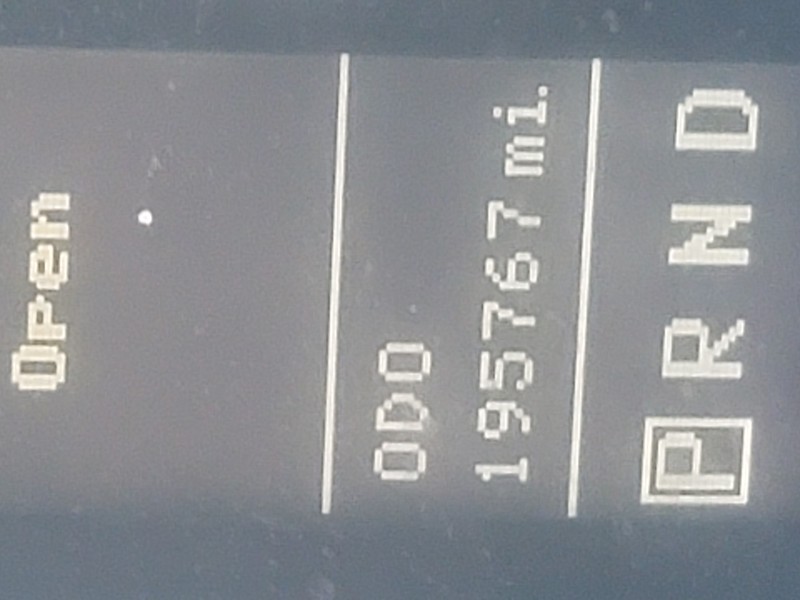 Open
ODO
195767 mi.
P R N D